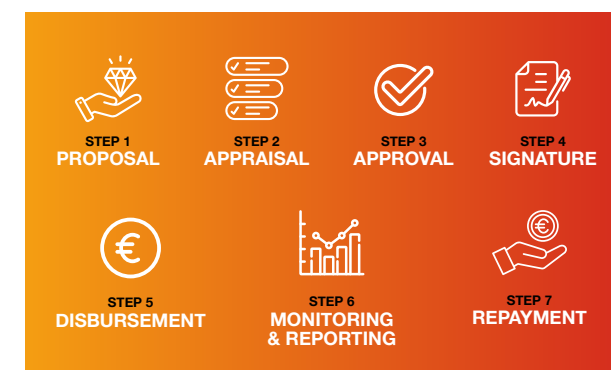 STEP 1
PROPOSAL
STEP 2
APPRAISAL
STEP 3
APPROVAL
STEP 4
SIGNATURE
€
STEP 5
DISBURSEMENT
STEP 6
MONITORING
& REPORTING
€
STEP 7
REPAYMENT